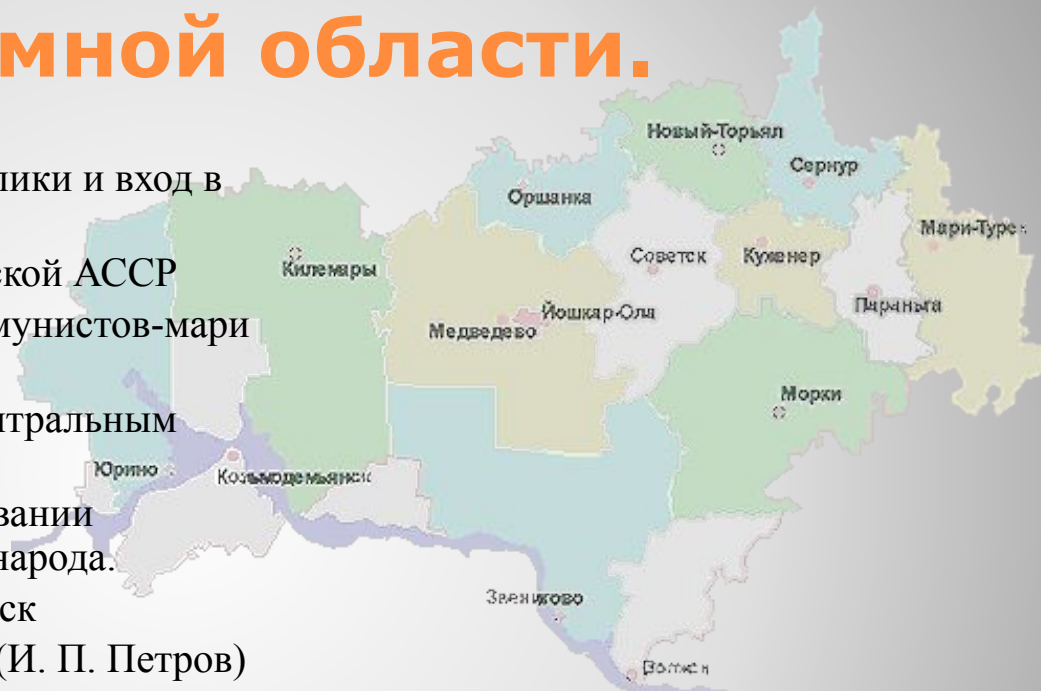 мной области.
лики и вход в
ской АССР
мунистов-мари
нтральным
вании
народа.
ск
(И. П. Петров)
Новый-Торъял
Сернур
Оршанка
Мари-Турек
Советск
Куженер
Килемары
Параньга
Йошкар-Ола
Медведево
Морки
Юрино
Козьмодемьянск
Звенигово
Волжск